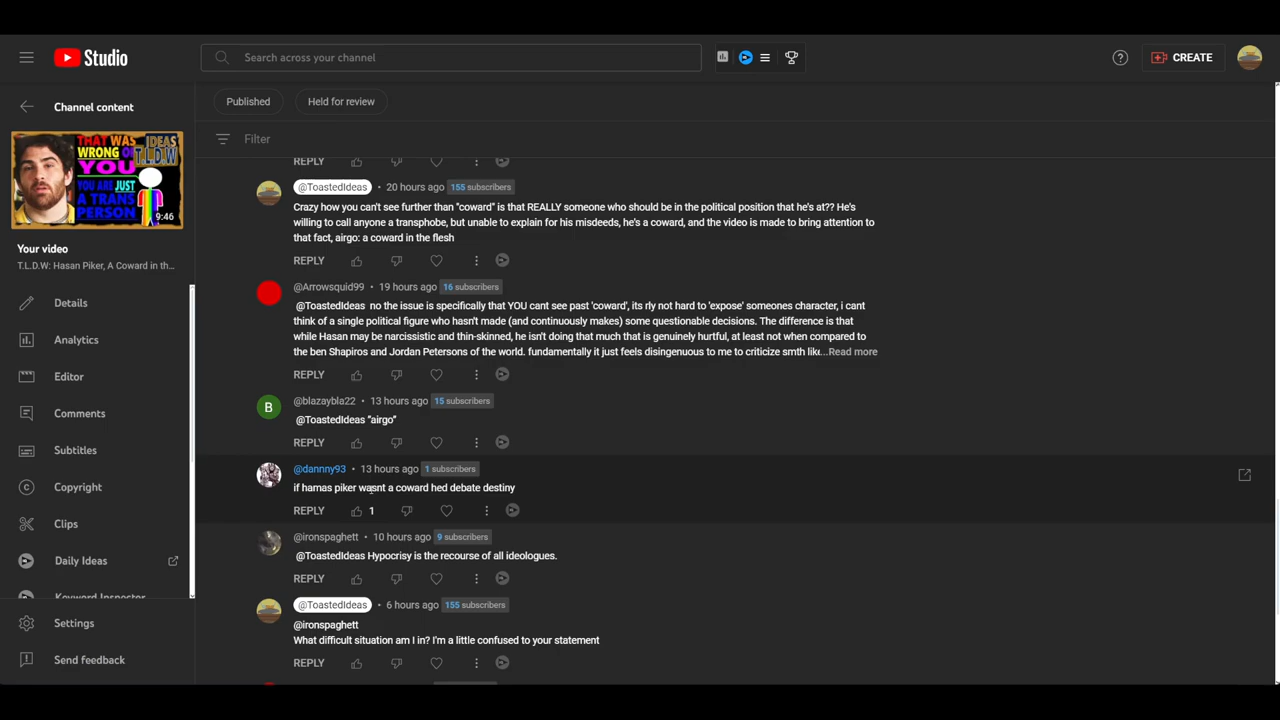 Studio
Search across your channel
CREATE
Channel content
Published
Held for review
Filter
THAT WAS
WRONG OF
YOU
YOU ARE JUST
A TRANS
PERSON
IDEAS
T.L.D.W
9:46
Your video
T.L.D.W: Hasan Piker, A Coward in th...
Details
Analytics
Editor
Comments
Subtitles
Copyright
Clips
Daily Ideas
Keyword Inspector
Settings
Send feedback
REPLY
@ToastedIdeas • 20 hours ago 155 subscribers
Crazy how you can't see further than "coward" is that REALLY someone who should be in the political position that he's at?? He's
willing to call anyone a transphobe, but unable to explain for his misdeeds, he's a coward, and the video is made to bring attention to
that fact, airgo: a coward in the flesh
REPLY
@Arrowsquid99 • 19 hours ago 16 subscribers
@ToastedIdeas no the issue is specifically that YOU cant see past 'coward', its rly not hard to 'expose' someones character, i cant
think of a single political figure who hasn't made (and continuously makes) some questionable decisions. The difference is that
while Hasan may be narcissistic and thin-skinned, he isn't doing that much that is genuinely hurtful, at least not when compared to
the ben Shapiros and Jordan Petersons of the world. fundamentally it just feels disingenuous to me to criticize smth lik...Read more
REPLY
B
@blazaybla22 • 13 hours ago 15 subscribers
@ToastedIdeas "airgo"
REPLY
@dannny93 • 13 hours ago 1 subscribers
if hamas piker wasnt a coward hed debate destiny
REPLY 1
@ironspaghett • 10 hours ago 9 subscribers
@ToastedIdeas Hypocrisy is the recourse of all ideologues.
REPLY
@ToastedIdeas • 6 hours ago 155 subscribers
@ironspaghett
What difficult situation am I in? I'm a little confused to your statement
REPLY